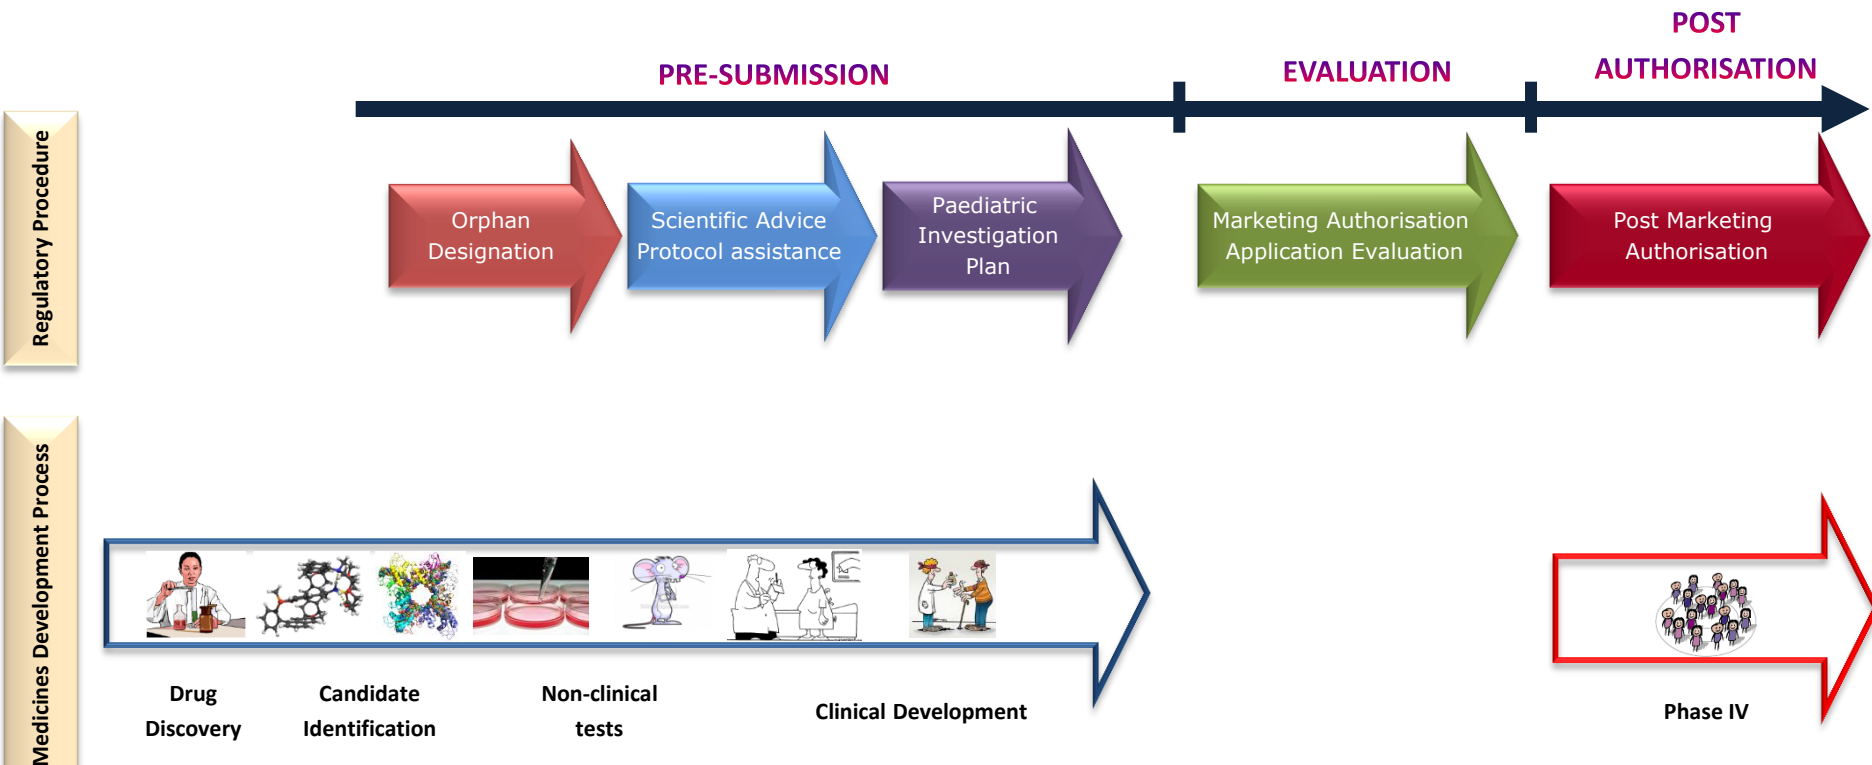 POST
AUTHORISATION
PRE-SUBMISSION
EVALUATION
Regulatory Procedure
Orphan
Designation
Scientific Advice
Protocol assistance
Paediatric
Investigation
Plan
Marketing Authorisation
Application Evaluation
Post Marketing
Authorisation
Medicines Development Process
Drug
Discovery
Candidate
Identification
Non-clinical
tests
Clinical Development
Phase IV